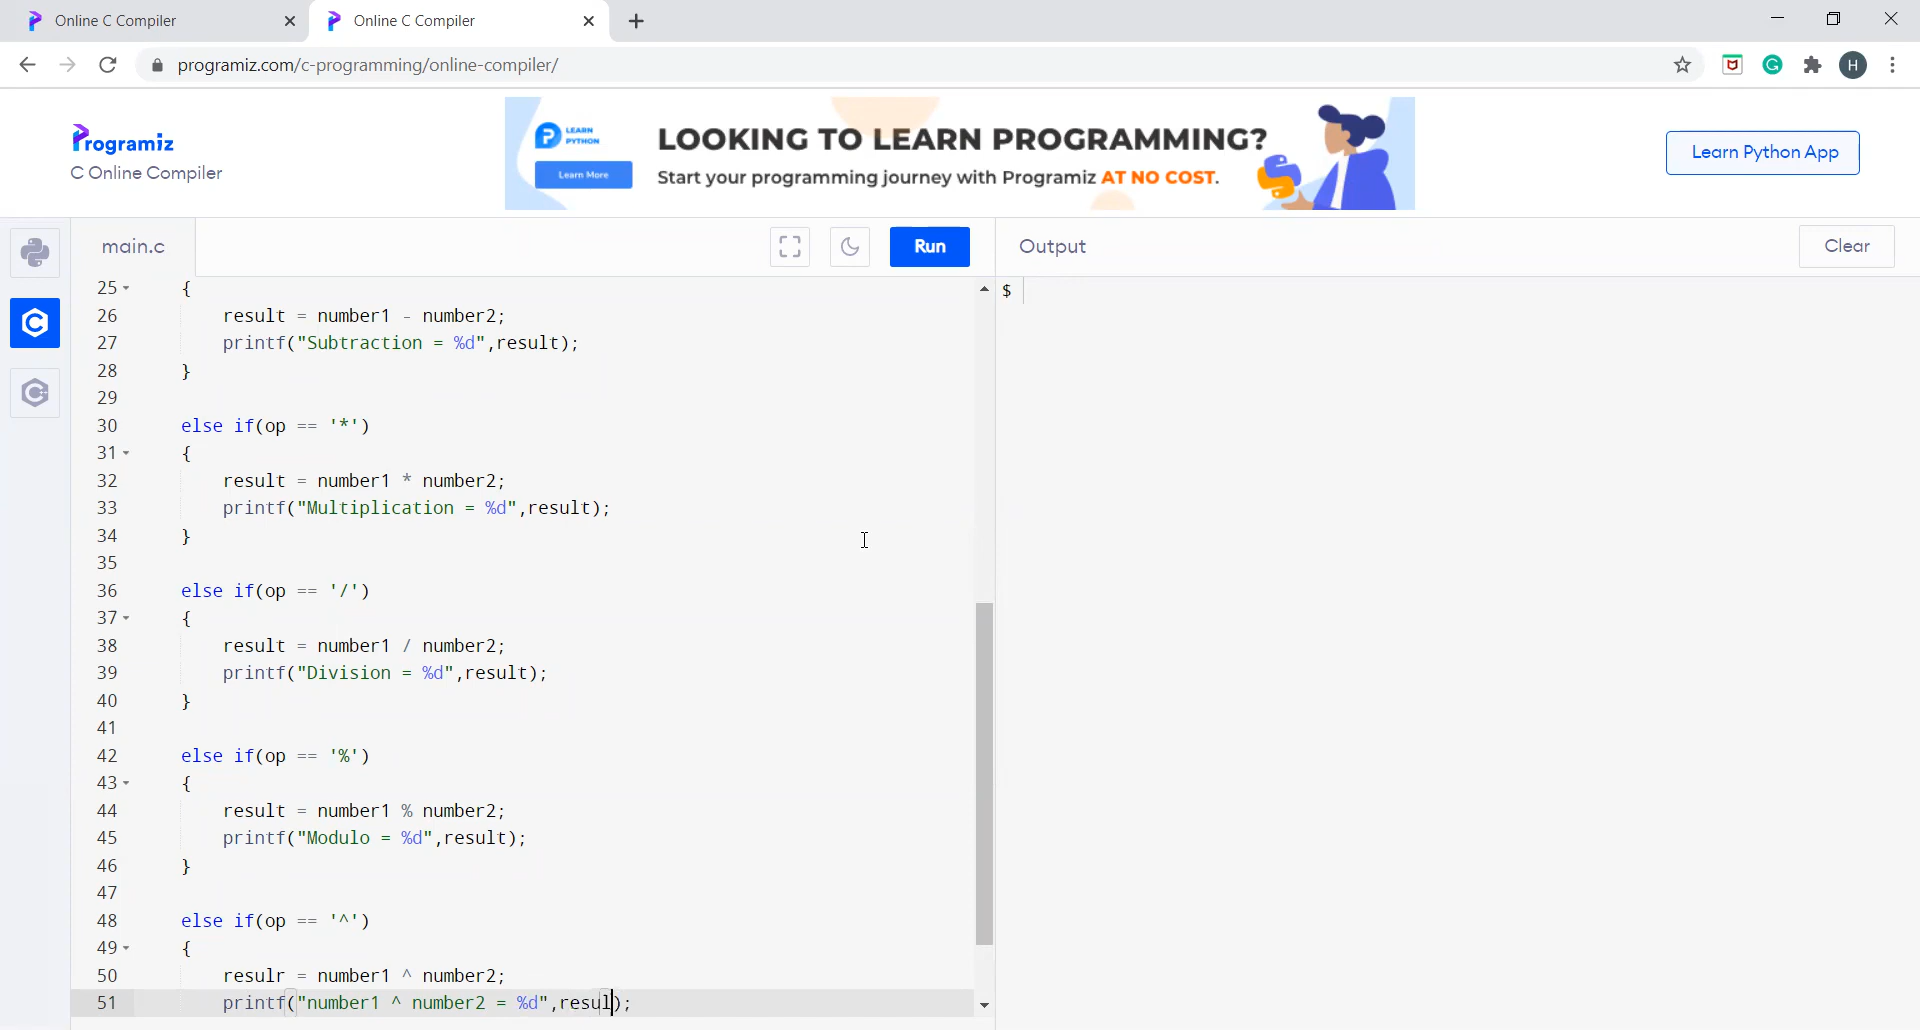 Online C Compiler
Online C Compiler
programiz.com/c-programming/online-compiler/
H
Programiz
C Online Compiler
LEARN
PYTHON
Learn More
LOOKING TO LEARN PROGRAMMING?
Start your programming journey with Programiz AT NO COST.
Learn Python App
main.c
Run
Output
Clear
25 {
26 result = number1 - number2;
27 printf("Subtraction = %d",result);
28 }
29
30 else if(op == '*')
31 {
32 result = number1 * number2;
33 printf("Multiplication = %d",result);
34 }
35
36 else if(op == '/')
37 {
38 result = number1 / number2;
39 printf("Division = %d",result);
40 }
41
42 else if(op == '%')
43 {
44 result = number1 % number2;
45 printf("Modulo = %d",result);
46 }
47
48 else if(op == '^')
49 {
50 resulr = number1 ^ number2;
51 printf("number1 ^ number2 = %d",resul);
$